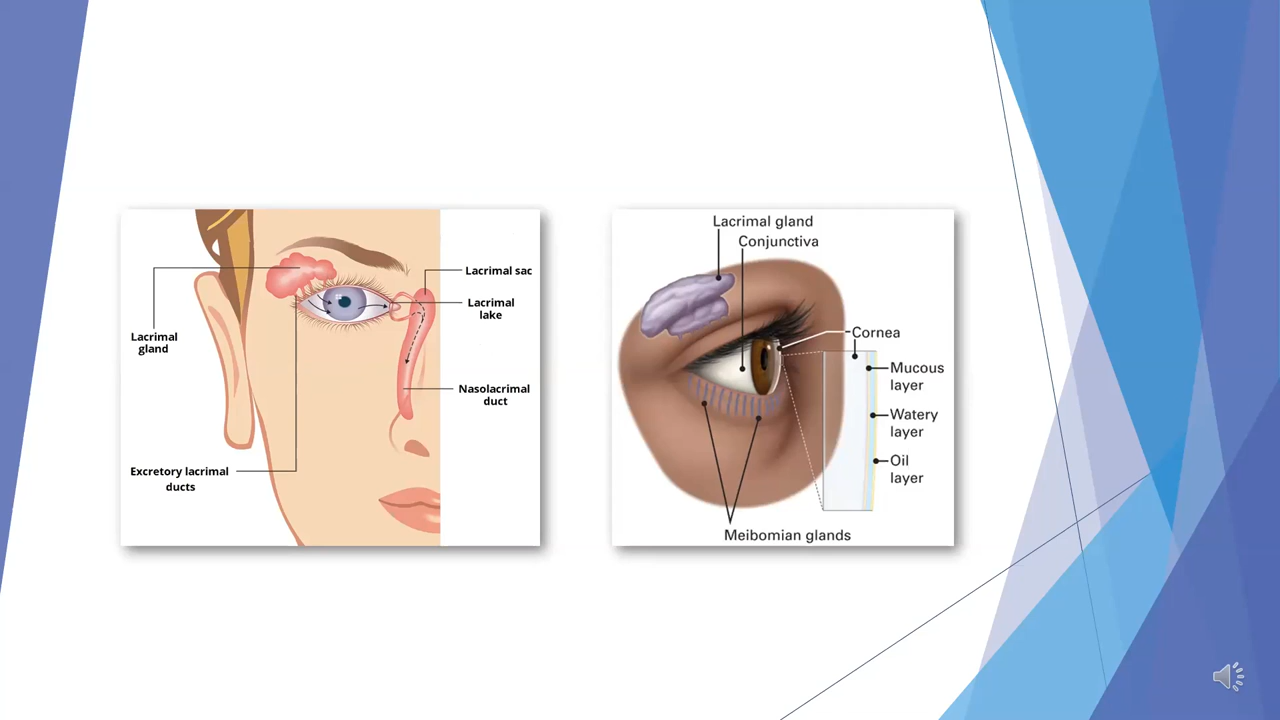 Lacrimal sac
Lacrimal
lake
Lacrimal
gland
Nasolacrimal
duct
Excretory lacrimal
ducts
Lacrimal gland
Conjunctiva
Cornea
Mucous
layer
Watery
layer
Oil
layer
Meibomian glands